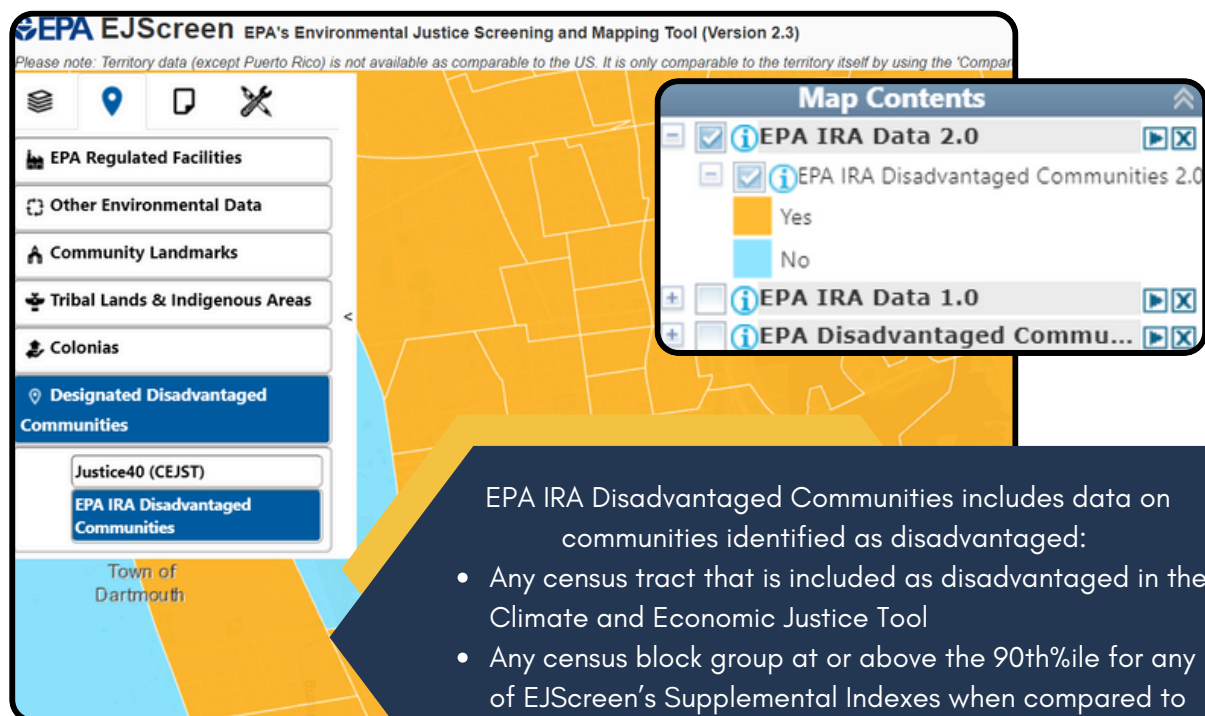 EPA EJScreen EPA's Environmental Justice Screening and Mapping Tool (Version 2.3)
Please note: Territory data (except Puerto Rico) is not available as comparable to the US. It is only comparable to the territory itself by using the 'Compar
EPA Regulated Facilities
Other Environmental Data
Community Landmarks
Tribal Lands & Indigenous Areas
<
Colonias
Designated Disadvantaged
Communities
Justice40 (CEJST)
EPA IRA Disadvantaged
Communities
Town of
Dartmouth
Map Contents
EPA IRA Data 2.0
EPA IRA Disadvantaged Communities 2.0
Yes
No
EPA IRA Data 1.0
EPA Disadvantaged Commu...
EPA IRA Disadvantaged Communities includes data on
communities identified as disadvantaged:
• Any census tract that is included as disadvantaged in the
Climate and Economic Justice Tool
• Any census block group at or above the 90th%ile for any
of EJScreen's Supplemental Indexes when compared to